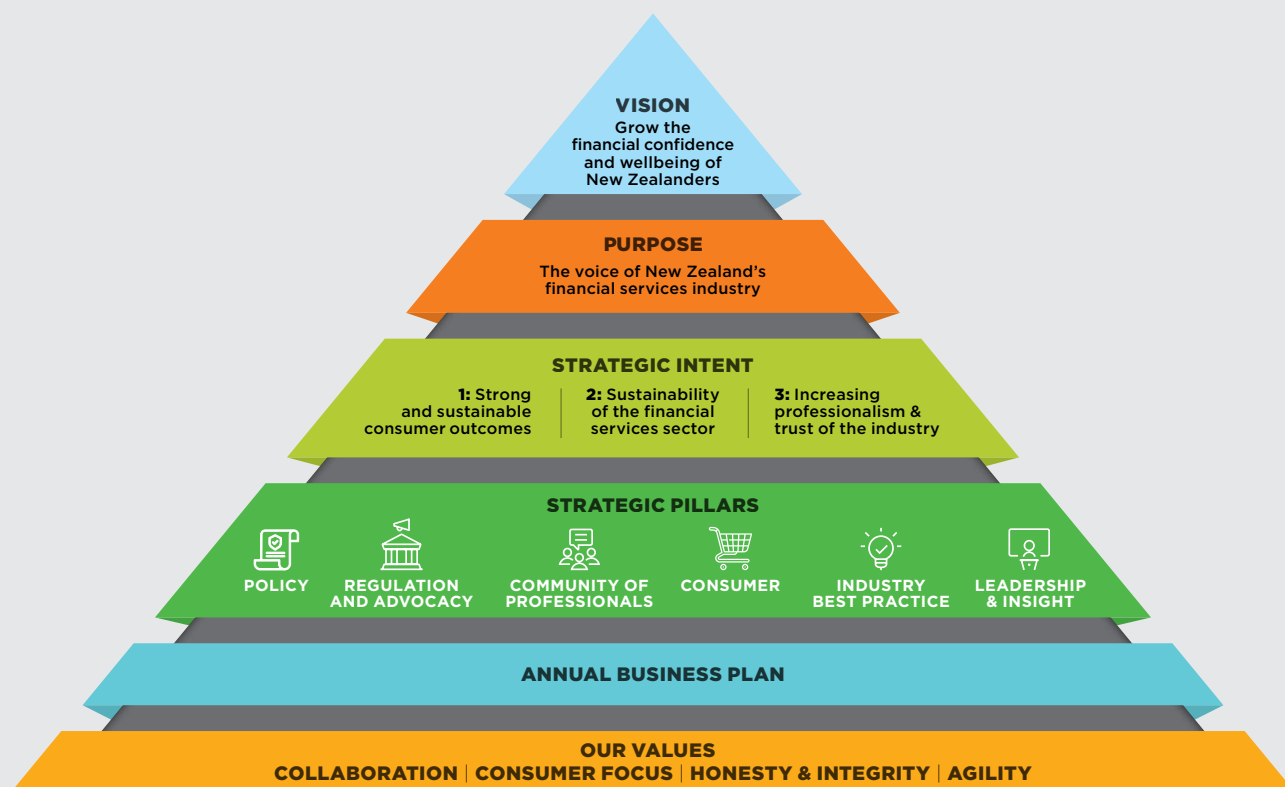 VISION
Grow the
financial confidence
and wellbeing of
New Zealanders
PURPOSE
The voice of New Zealand's
financial services industry
STRATEGIC INTENT
1: Strong
and sustainable
consumer outcomes
2: Sustainability
of the financial
services sector
3: Increasing
professionalism &
trust of the industry
STRATEGIC PILLARS
POLICY
REGULATION
AND ADVOCACY
COMMUNITY OF
PROFESSIONALS
CONSUMER
INDUSTRY
BEST PRACTICE
LEADERSHIP
& INSIGHT
ANNUAL BUSINESS PLAN
OUR VALUES
COLLABORATION | CONSUMER FOCUS | HONESTY & INTEGRITY | AGILITY